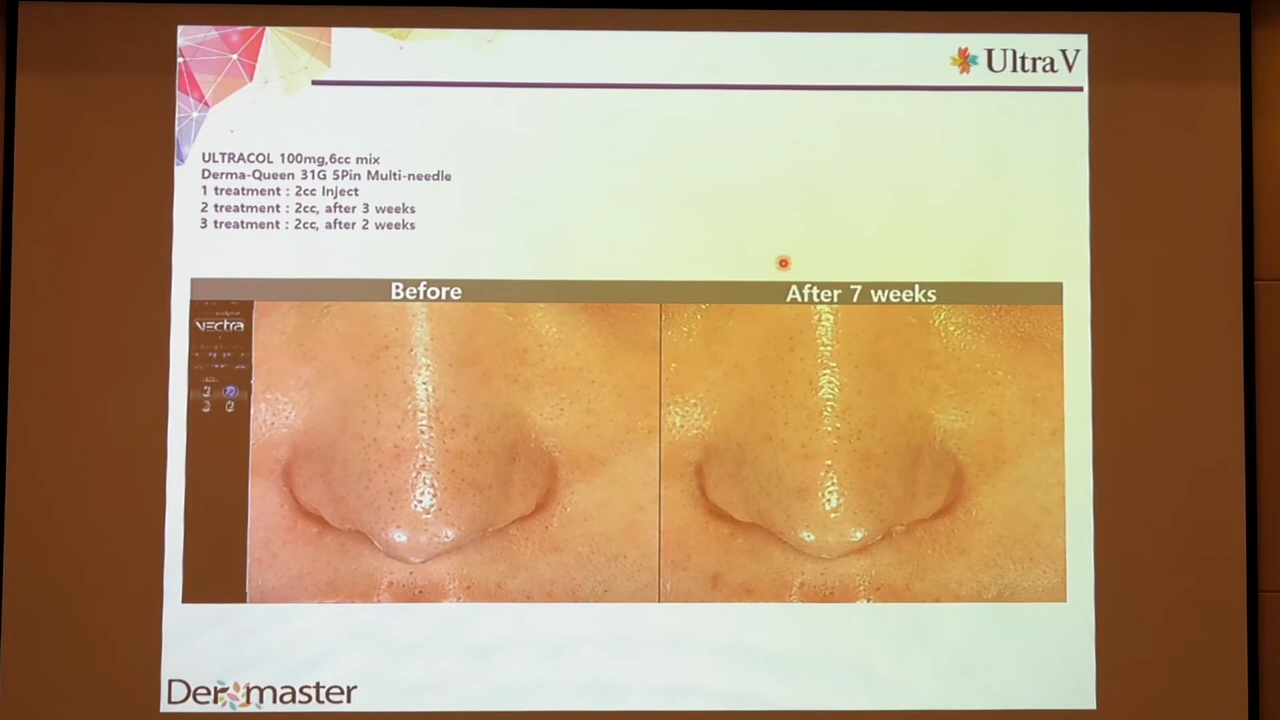 UltraV
ULTRACOL 100mg,6cc mix
Derma-Queen 31G 5Pin Multi-needle
1 treatment : 2cc Inject
2 treatment : 2cc, after 3 weeks
3 treatment : 2cc, after 2 weeks
Before
After 7 weeks
vectra
Dermaster